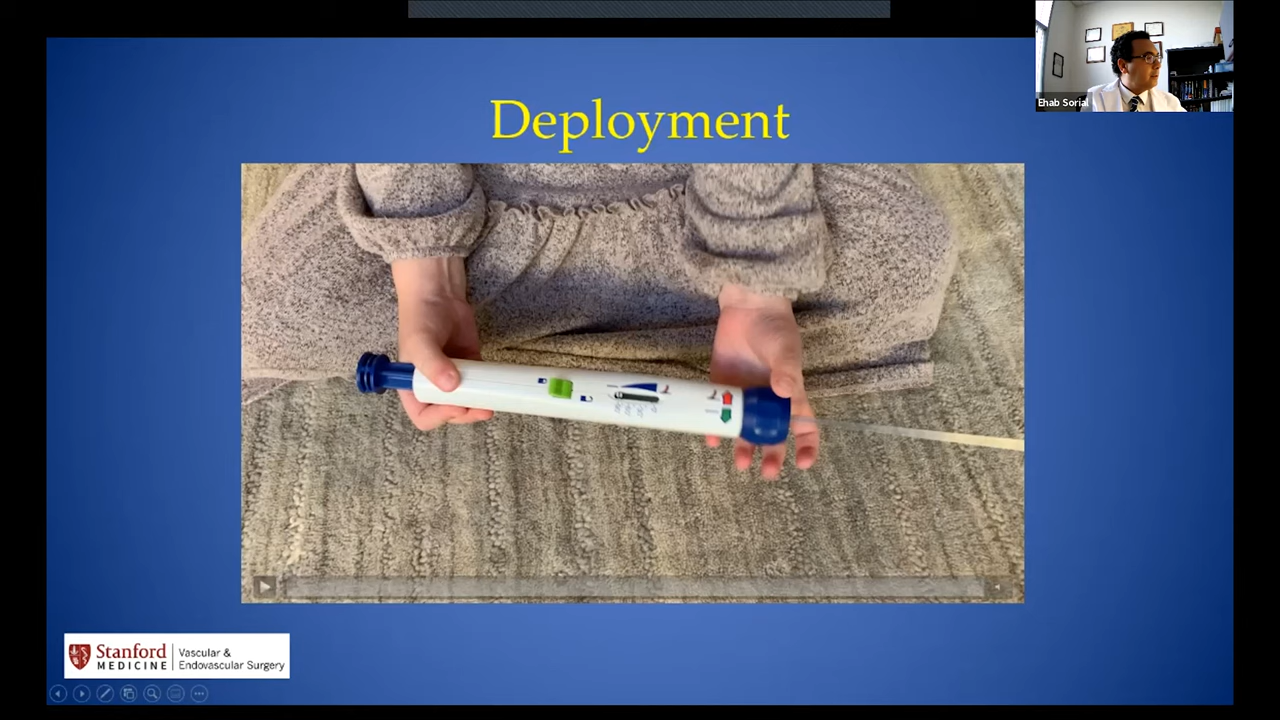 Deployment
Ehab Sorial
Stanford
MEDICINE
Vascular &
Endovascular Surgery